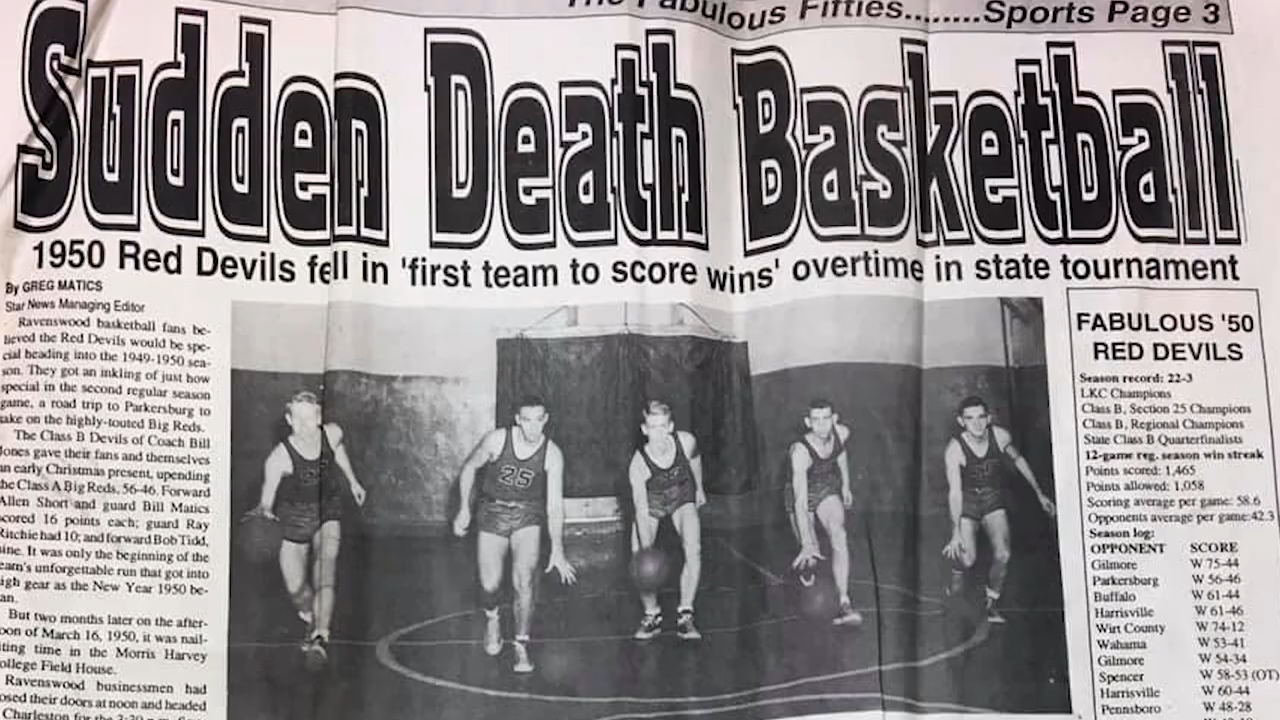 The Fabulous Fifties........Sports Page 3
Sudden Death Basketball
1950 Red Devils fell in 'first team to score wins' overtime in state tournament
By GREG MATICS
Star News Managing Editor
Ravenswood basketball fans be-
lieved the Red Devils would be spe-
cial heading into the 1949-1950 sea-
son. They got an inkling of just how
special in the second regular season
game, a road trip to Parkersburg to
take on the highly-touted Big Reds.
The Class B Devils of Coach Bill
Jones gave their fans and themselves
an early Christmas present, upending
the Class A Big Reds, 56-46. Forward
Allen Short and guard Bill Matics
scored 16 points each; guard Ray
Ritchie had 10; and forward Bob Tidd,
nine. It was only the beginning of the
team's unforgettable run that got into
high gear as the New Year 1950 be-
gan.
But two months later on the after-
noon of March 16, 1950, it was nail-
biting time in the Morris Harvey
College Field House.
Ravenswood businessmen had
closed their doors at noon and headed
Charleston for the 3:30
25
FABULOUS '50
RED DEVILS
Season record: 22-3
LKC Champions
Class B, Section 25 Champions
Class B, Regional Champions
State Class B Quarterfinalists
12-game reg. season win streak
Points scored: 1,465
Points allowed: 1,058
Scoring average per game: 58.6
Opponents average per game:42.3
Season log:
OPPONENT SCORE
Gilmore W 75-44
Parkersburg W 56-46
Buffalo W 61-44
Harrisville W 61-46
Wirt County W 74-12
Wahama W 53-41
Gilmore W 54-34
Spencer W 58-53 (OT)
Harrisville W 60-44
Pennsboro W 48-28